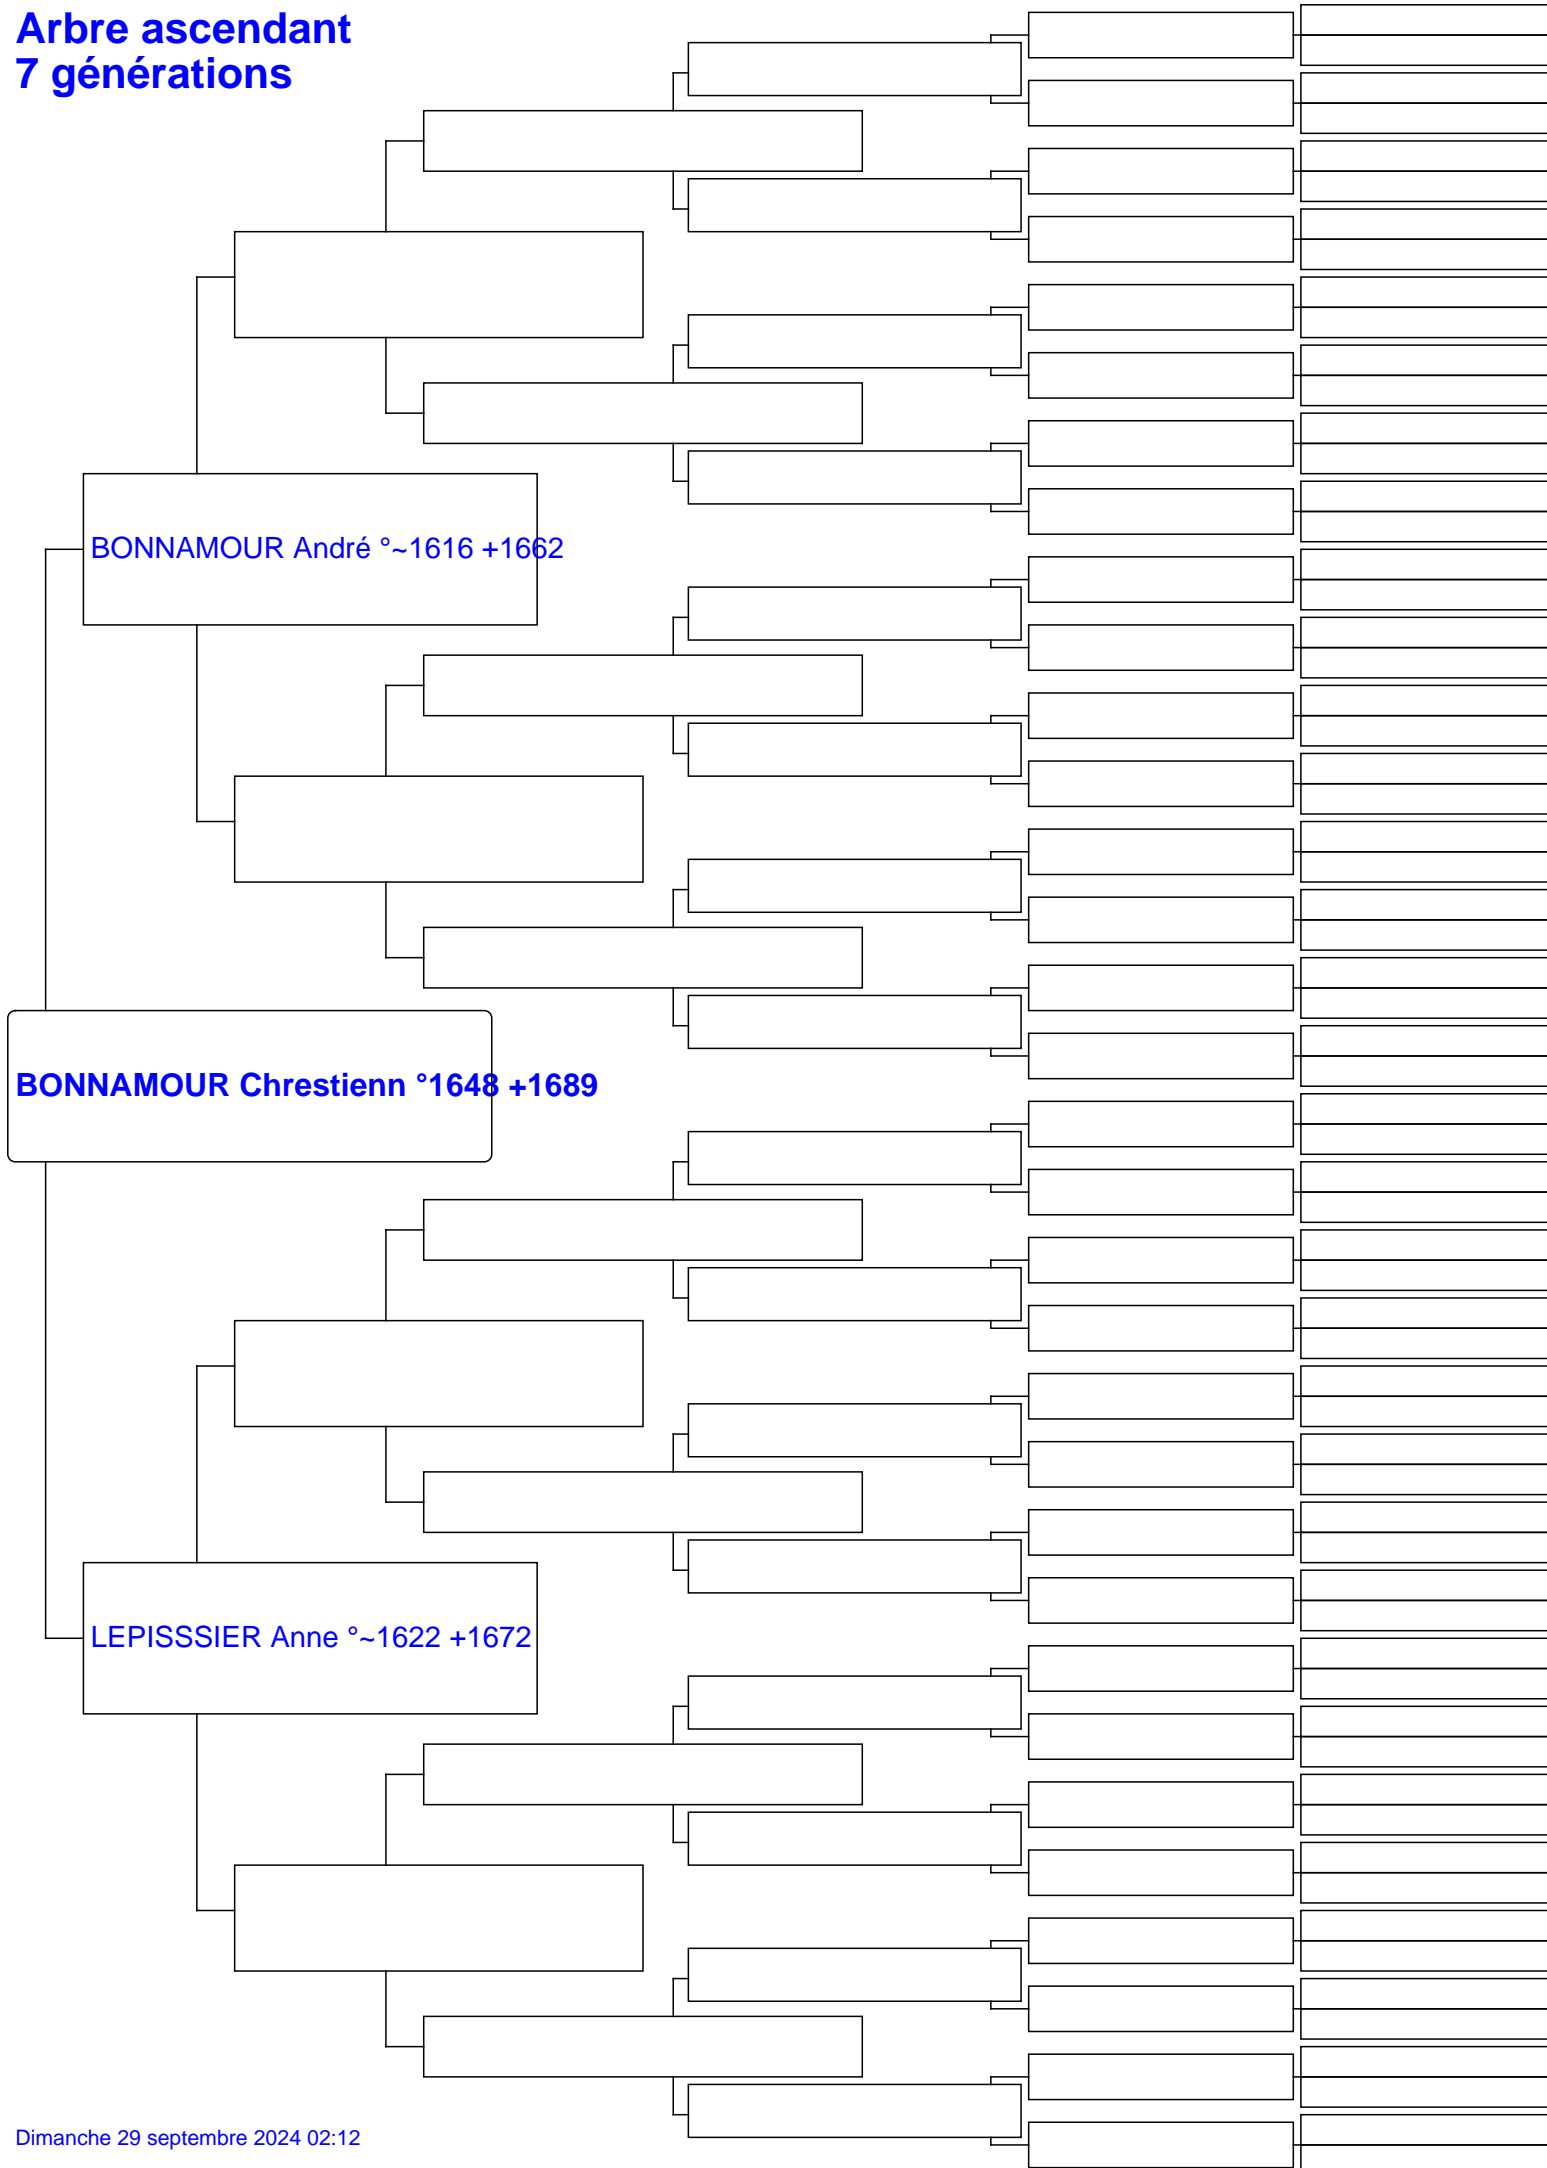 Arbre ascendant
7 générations
BONNAMOUR André °~1616 +1662
BONNAMOUR Chrestienn °1648 +1689
LEPISSSIER Anne °~1622 +1672
Dimanche 29 septembre 2024 02:12